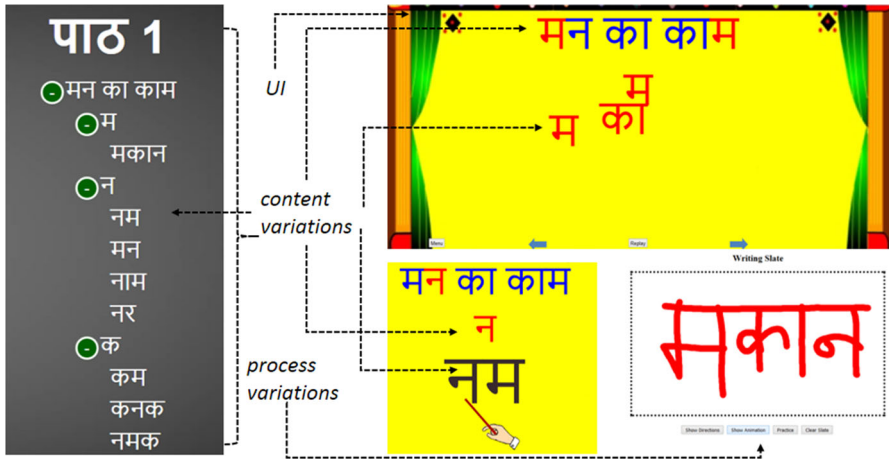 पाठ 1
मन का काम
म
मकान
न
नम
मन
नाम
नर
क
कम
कनक
नमक
UI
content
variations
process
variations
मन का काम
म
म का
Menu
Replay
मन का काम
न
नम
Writing Slate
मकान
Show Directions
Show Animation
Practice
Clear Slate